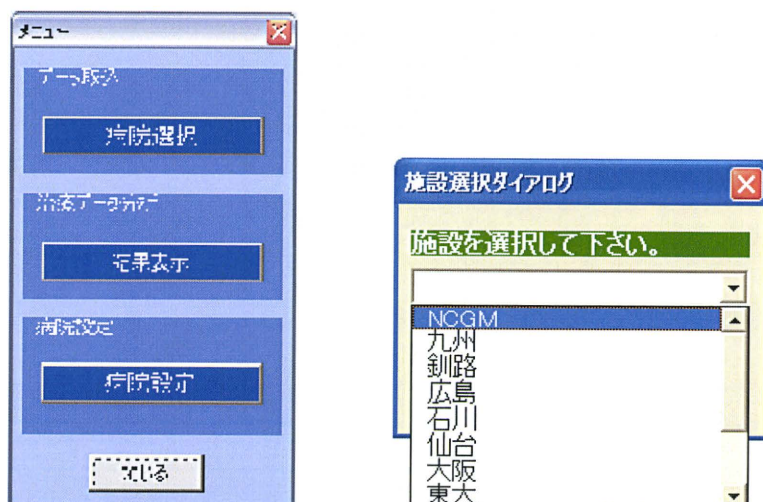 メニュー
データ取込
病院選択
治療データ分析
結果表示
病院設定
病院設定
閉じる
施設選択ダイアログ
施設を選択して下さい。
NCGM
九州
釧路
広島
石川
仙台
大阪
東大